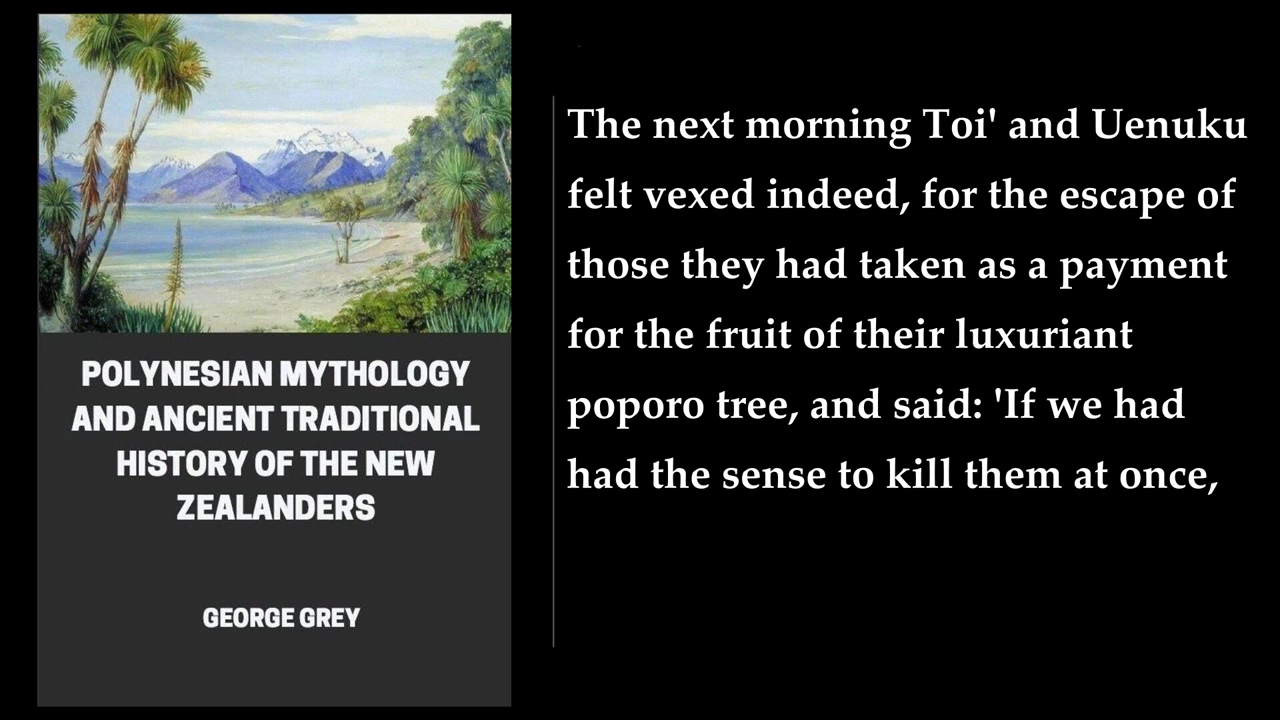 POLYNESIAN MYTHOLOGY
AND ANCIENT TRADITIONAL
HISTORY OF THE NEW
ZEALANDERS
GEORGE GREY
The next morning Toi' and Uenuku
felt vexed indeed, for the escape of
those they had taken as a payment
for the fruit of their luxuriant
poporo tree, and said: 'If we had
had the sense to kill them at once,